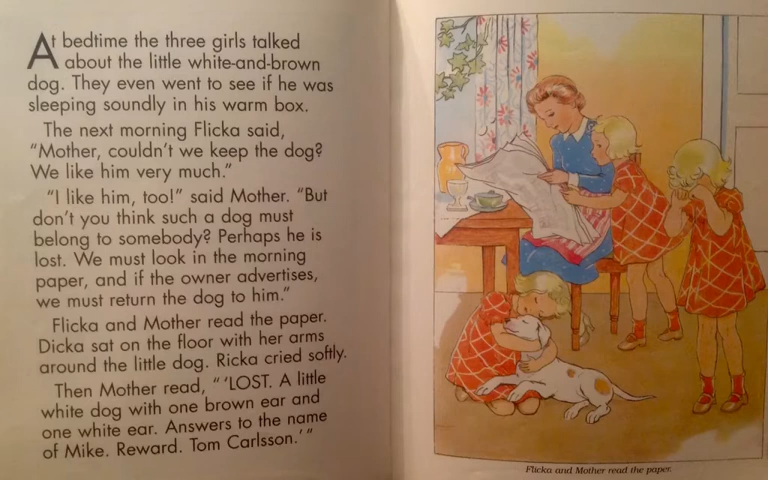 At bedtime the three girls talked
about the little white-and-brown
dog. They even went to see if he was
sleeping soundly in his warm box.
The next morning Flicka said,
“Mother, couldn’t we keep the dog?
We like him very much.”
“I like him, too!” said Mother. “But
don’t you think such a dog must
belong to somebody? Perhaps he is
lost. We must look in the morning
paper, and if the owner advertises,
we must return the dog to him.”
Flicka and Mother read the paper.
Dicka sat on the floor with her arms
around the little dog. Ricka cried softly.
Then Mother read, “ ‘LOST. A little
white dog with one brown ear and
one white ear. Answers to the name
of Mike. Reward. Tom Carlsson.’ ”
Flicka and Mother read the paper.